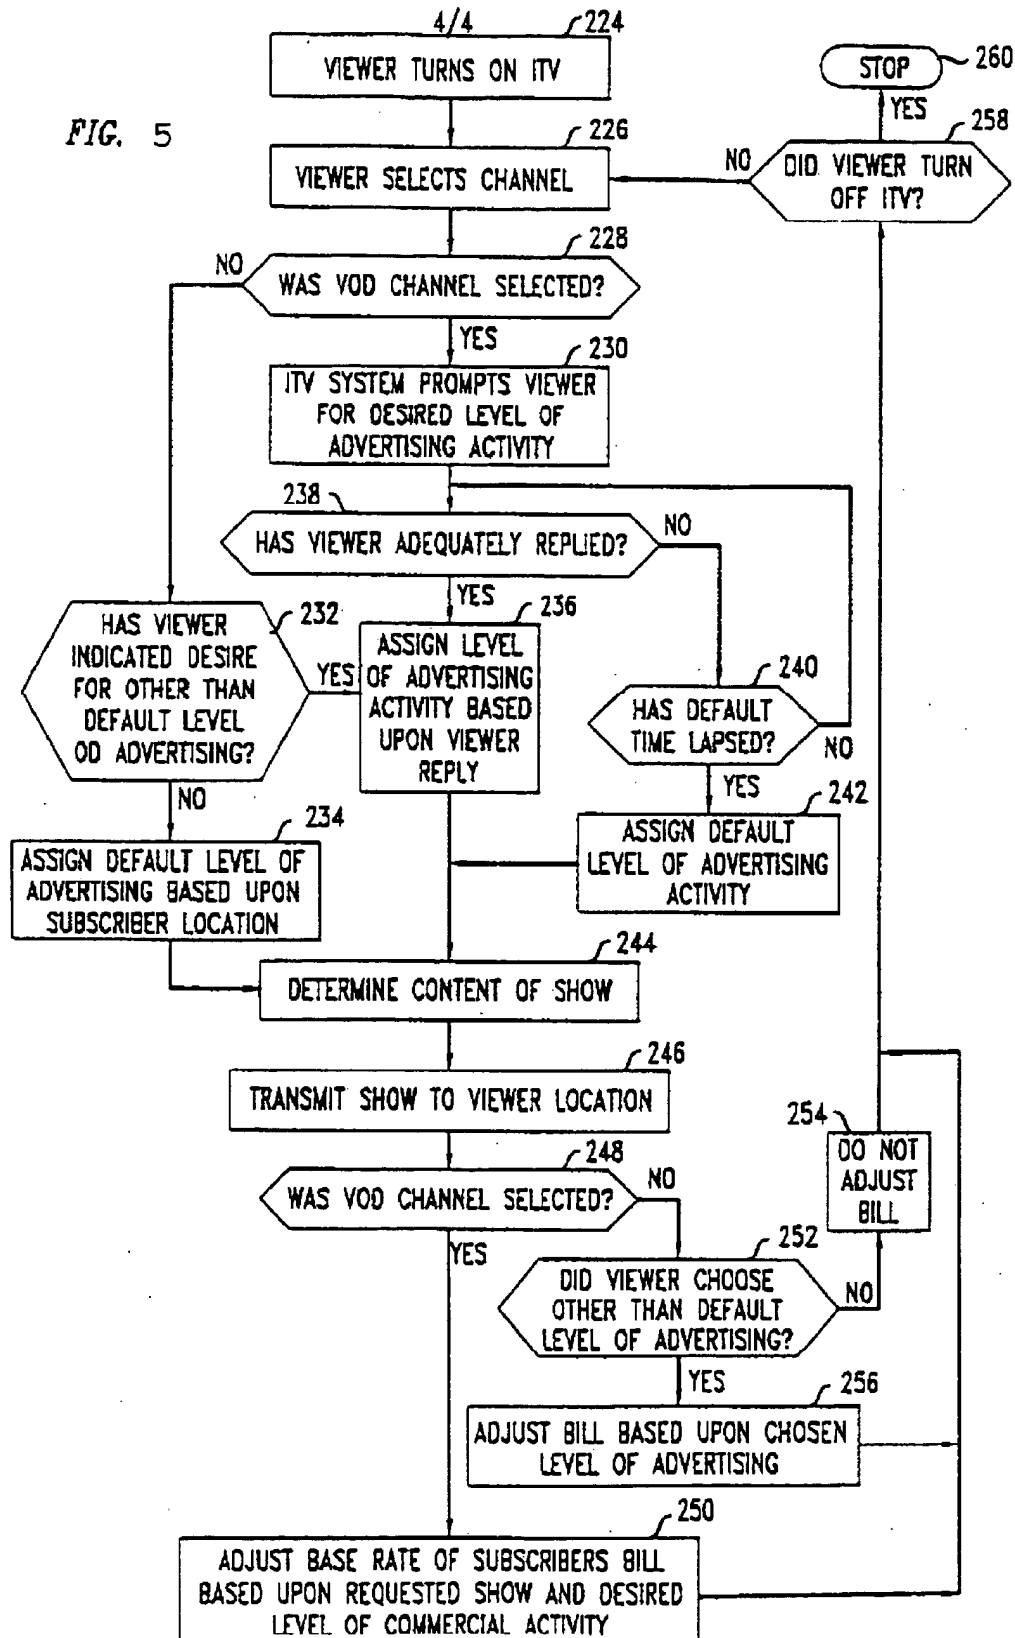 4/4
224
VIEWER TURNS ON ITV
STOP
260
YES
FIG. 5
226
VIEWER SELECTS CHANNEL
NO
258
DID VIEWER TURN
OFF ITV?
228
NO
WAS VOD CHANNEL SELECTED?
YES
230
ITV SYSTEM PROMPTS VIEWER
FOR DESIRED LEVEL OF
ADVERTISING ACTIVITY
238
HAS VIEWER ADEQUATELY REPLIED?
NO
YES
232
HAS VIEWER
INDICATED DESIRE
FOR OTHER THAN
DEFAULT LEVEL
OD ADVERTISING?
YES
NO
236
ASSIGN LEVEL
OF ADVERTISING
ACTIVITY BASED
UPON VIEWER
REPLY
240
HAS DEFAULT
TIME LAPSED?
NO
YES
242
ASSIGN DEFAULT
LEVEL OF ADVERTISING
ACTIVITY
234
ASSIGN DEFAULT LEVEL OF
ADVERTISING BASED UPON
SUBSCRIBER LOCATION
244
DETERMINE CONTENT OF SHOW
246
TRANSMIT SHOW TO VIEWER LOCATION
248
WAS VOD CHANNEL SELECTED?
NO
YES
254
DO NOT
ADJUST
BILL
252
DID VIEWER CHOOSE
OTHER THAN DEFAULT
LEVEL OF ADVERTISING?
NO
YES
256
ADJUST BILL BASED UPON CHOSEN
LEVEL OF ADVERTISING
250
ADJUST BASE RATE OF SUBSCRIBERS BILL
BASED UPON REQUESTED SHOW AND DESIRED
LEVEL OF COMMERCIAL ACTIVITY